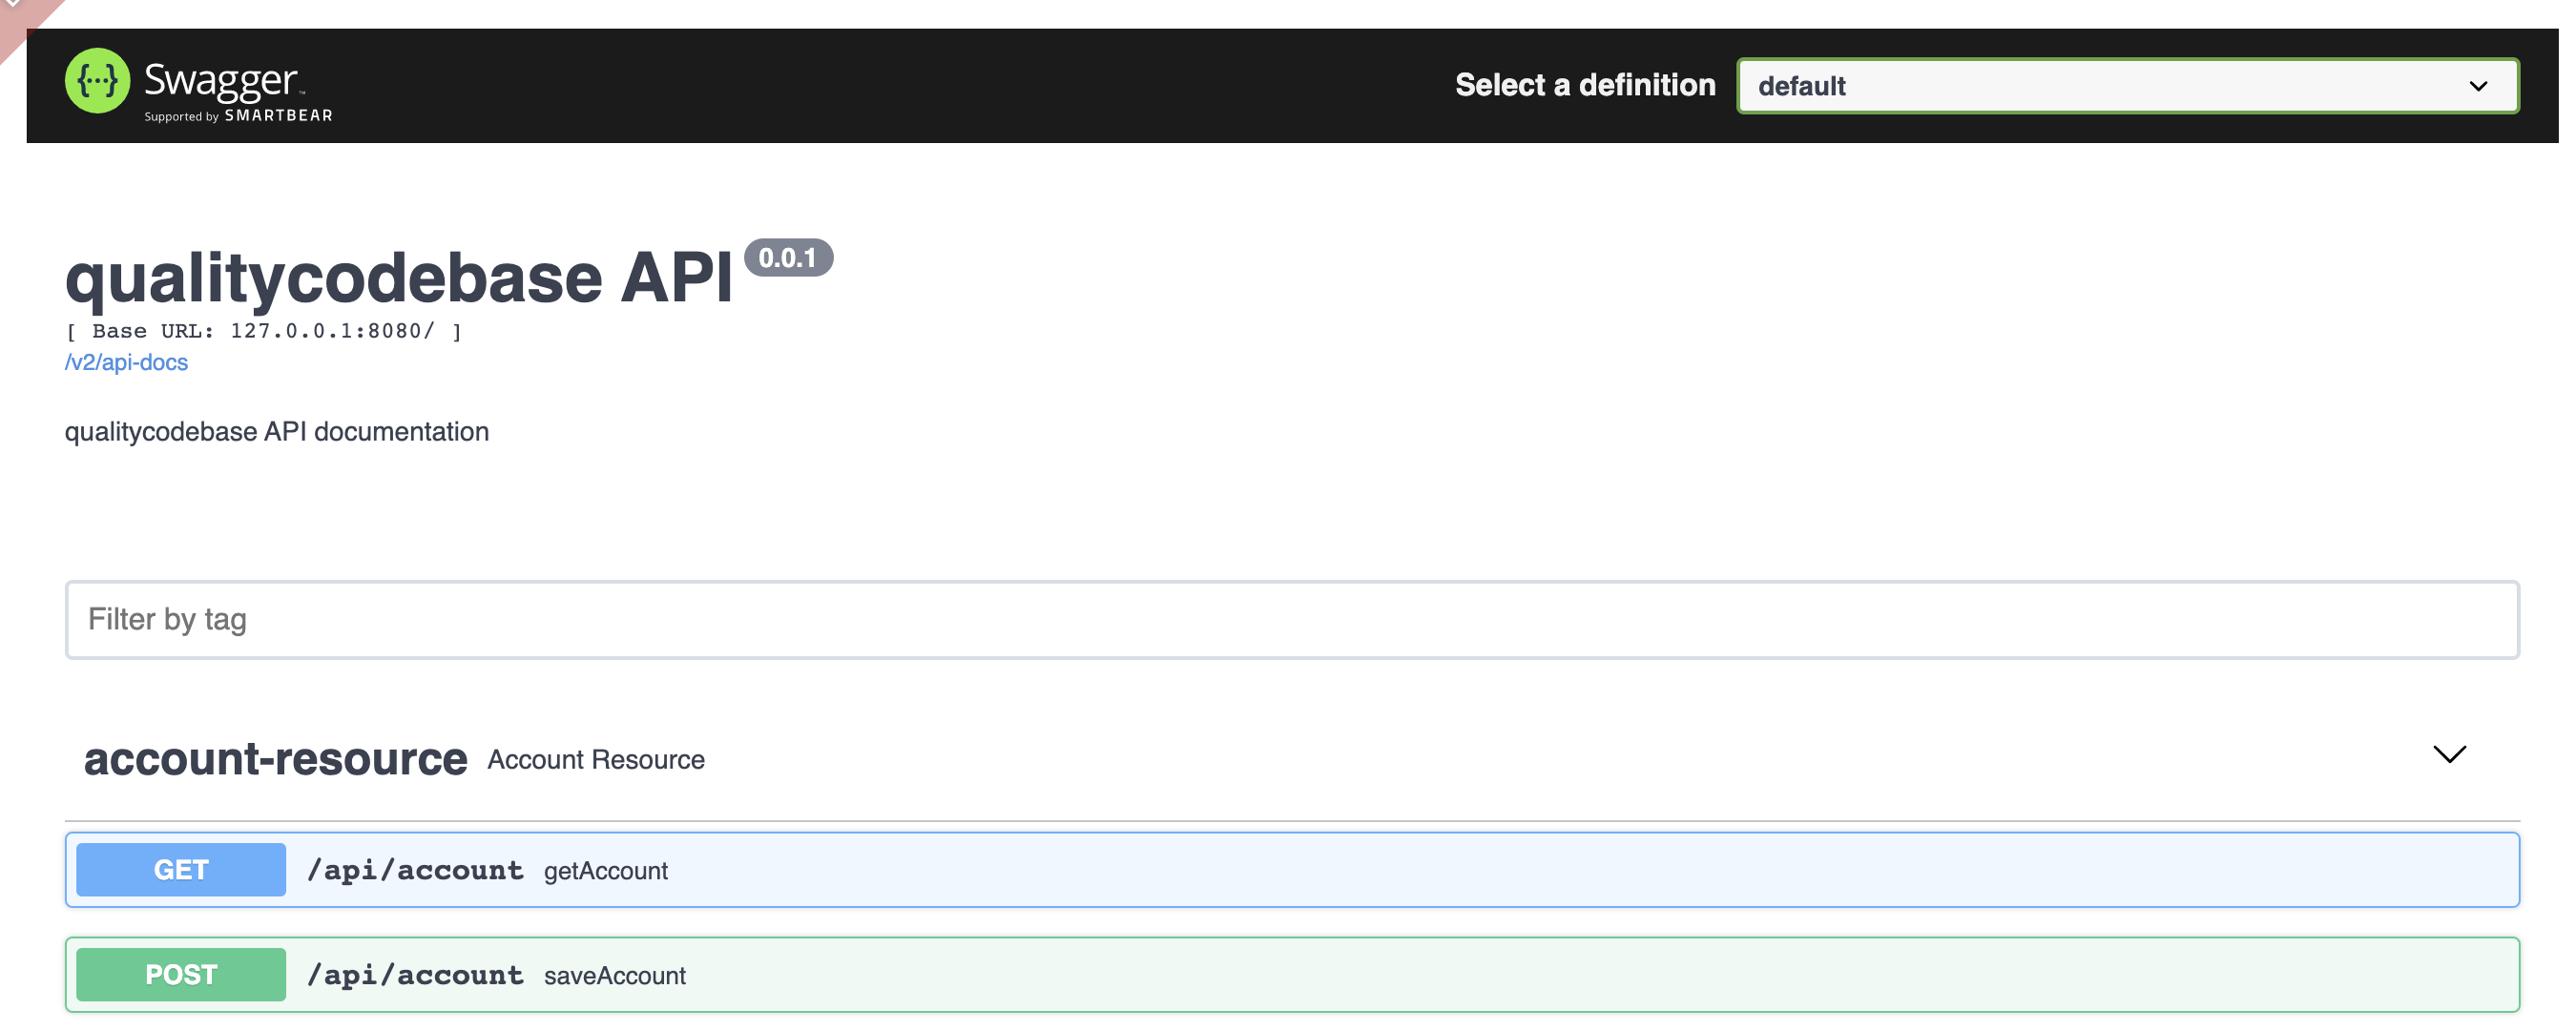 {···} Swagger™
Supported by SMARTBEAR
Select a definition
default
qualitycodebase API 0.0.1
[ Base URL: 127.0.0.1:8080/ ]
/v2/api-docs
qualitycodebase API documentation
Filter by tag
account-resource Account Resource
GET /api/account getAccount
POST /api/account saveAccount